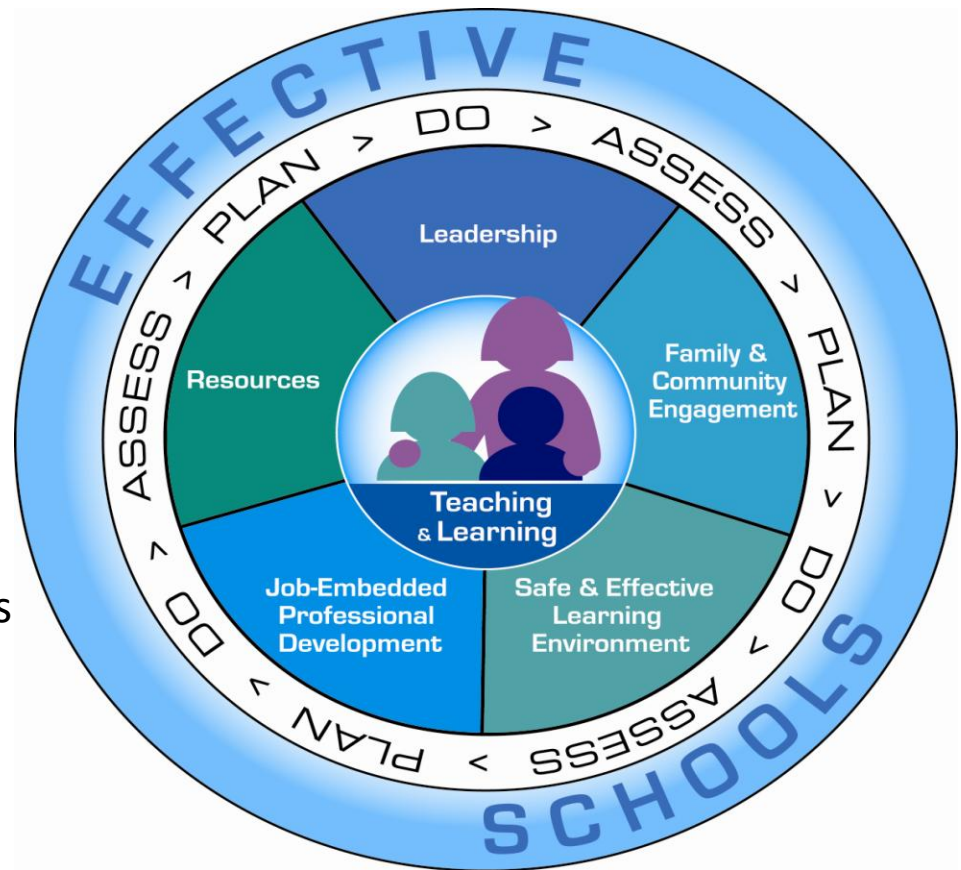 EFFECTIVE
PLAN > DO > ASSESS > PLAN > DO > ASSESS > PLAN > DO > ASSESS >
Leadership
Resources
Family &
Community
Engagement
Teaching
& Learning
Job-Embedded
Professional
Development
Safe & Effective
Learning
Environment
s
SCHOOLS